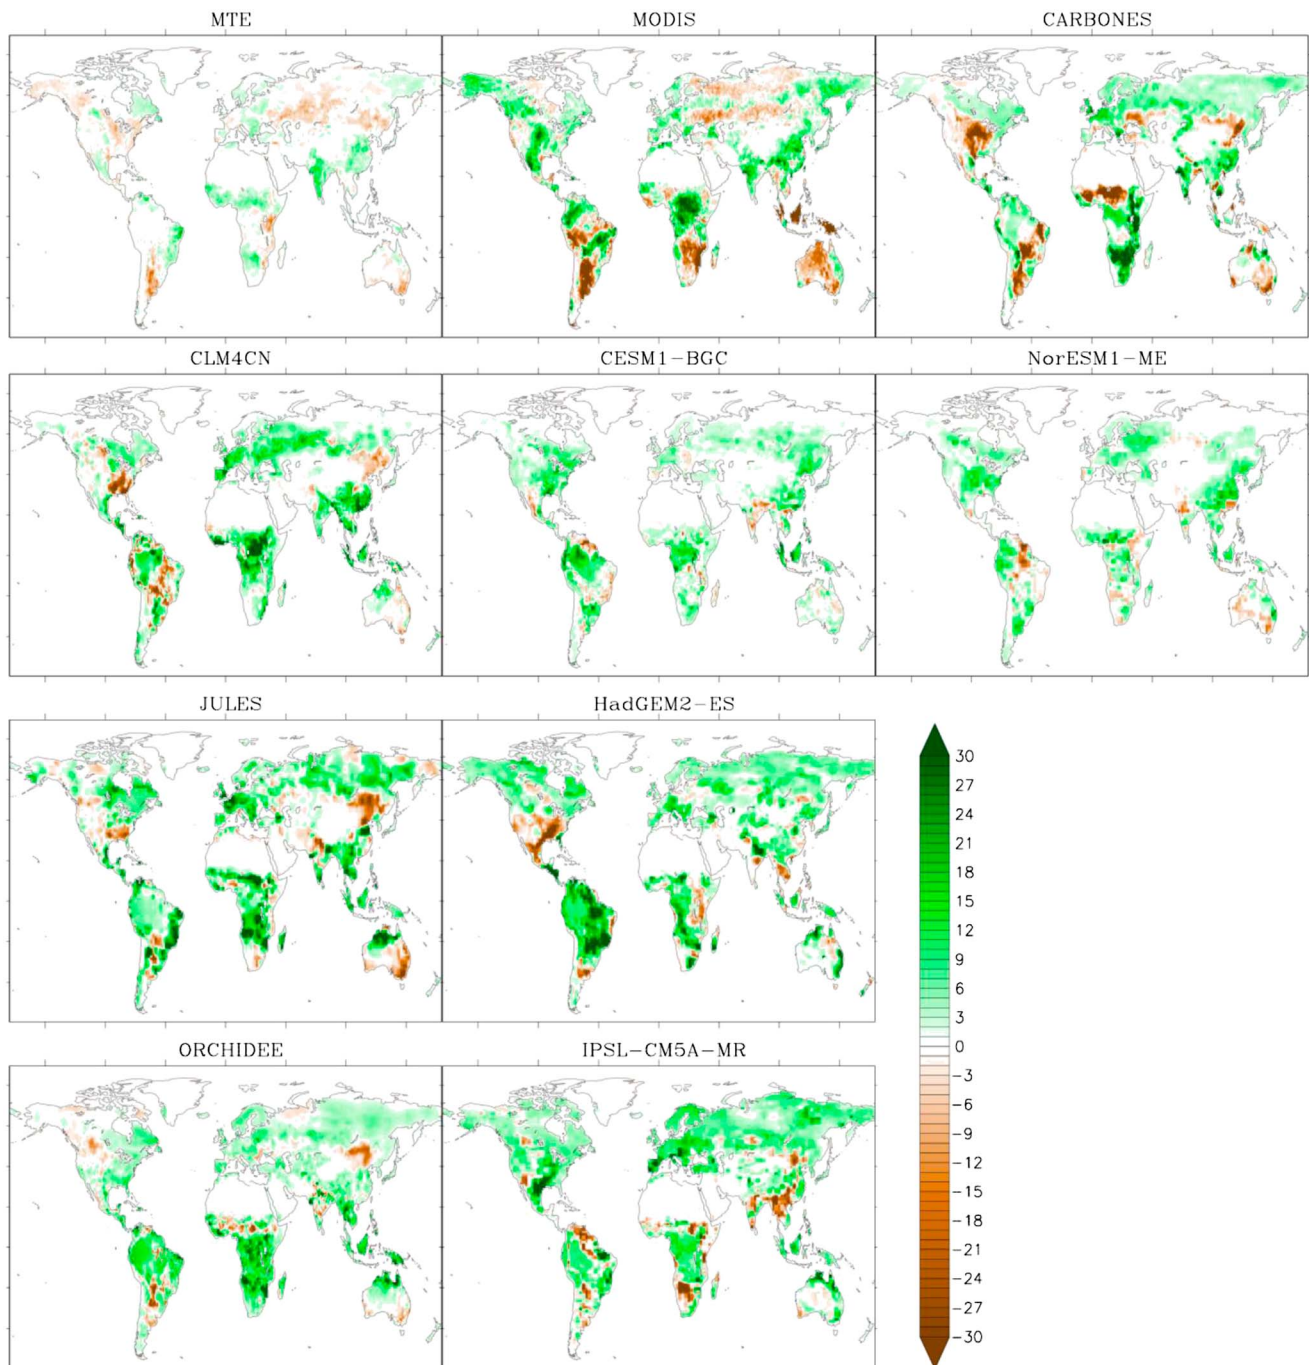 MTE
MODIS
CARBONES
CLM4CN
CESM1-BGC
NorESM1-ME
JULES
HadGEM2-ES
30
27
24
21
18
15
12
9
6
3
0
-3
-6
-9
-12
-15
-18
-21
-24
-27
-30
ORCHIDEE
IPSL-CM5A-MR